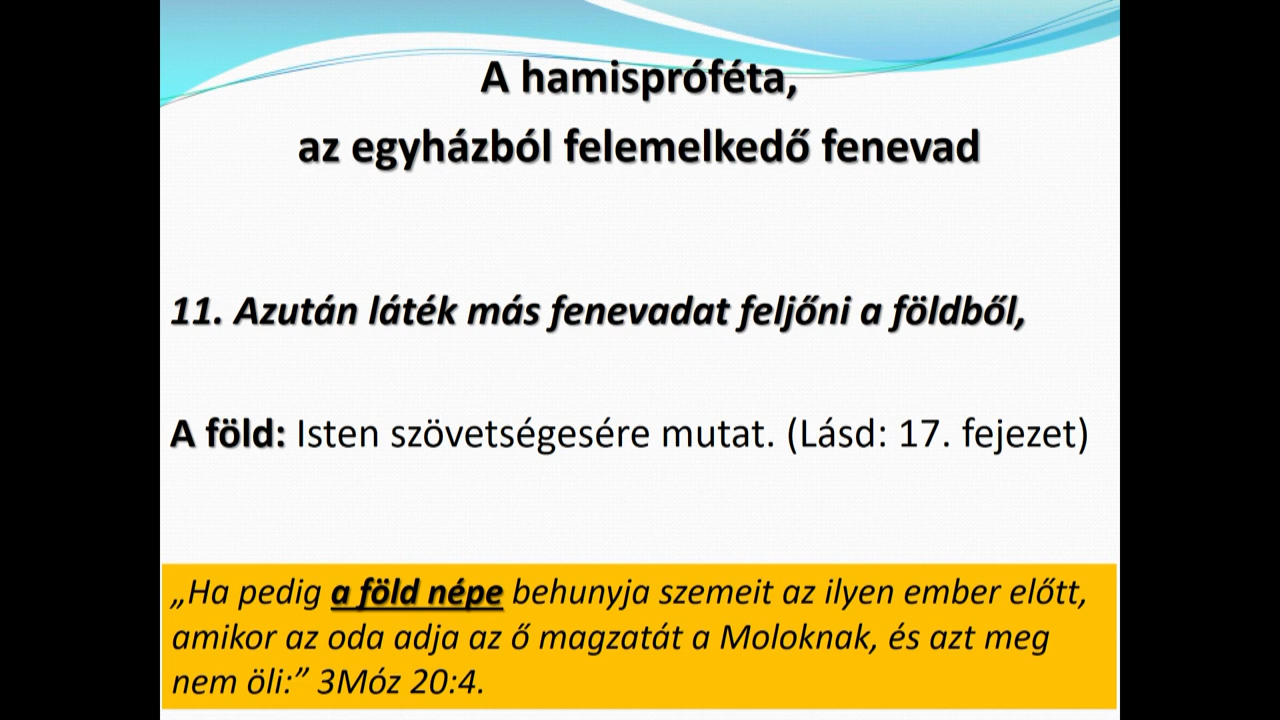 A hamispróféta,
az egyházból felemelkedő fenevad
11. Azután láték más fenevadat feljőni a földből,
A föld: Isten szövetségesére mutat. (Lásd: 17. fejezet)
„Ha pedig a föld népe behunyja szemeit az ilyen ember előtt,
amikor az oda adja az ő magzatát a Moloknak, és azt meg
nem öli:” 3Móz 20:4.